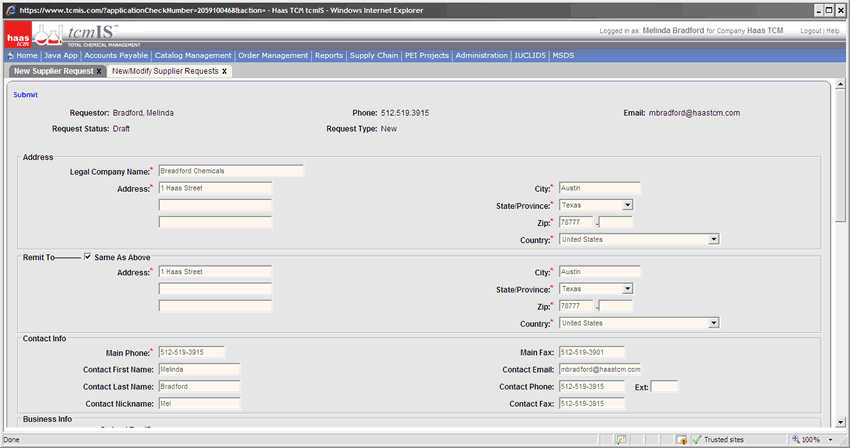 https://www.tcmis.com/?applicationCheckNumber=2059100468&action= - Haas TCM tcmIS - Windows Internet Explorer
haas tcm tcmIS™ TOTAL CHEMICAL MANAGEMENT Logged in as: Melinda Bradford for Company Haas TCM Logout | Help
Home | Java App | Accounts Payable | Catalog Management | Order Management | Reports | Supply Chain | PEI Projects | Administration | IUCLIDS | MSDS
New Supplier Request X New/Modify Supplier Requests X
Submit
Requestor: Bradford, Melinda Phone: 512.519.3915 Email: mbradford@haastcm.com
Request Status: Draft Request Type: New
Address
Legal Company Name:* Breadford Chemicals
Address:* 1 Haas Street City:* Austin
State/Province:* Texas
Zip:* 78777 -
Country:* United States
Remit To Same As Above
Address:* 1 Haas Street City:* Austin
State/Province:* Texas
Zip:* 78777 -
Country:* United States
Contact Info
Main Phone:* 512-519-3915 Main Fax: 512-519-3901
Contact First Name: Melinda Contact Email: mbradford@haastcm.com
Contact Last Name: Bradford Contact Phone: 512-519-3915 Ext:
Contact Nickname: Mel Contact Fax: 512-519-3915
Business Info
Done Trusted sites 100%